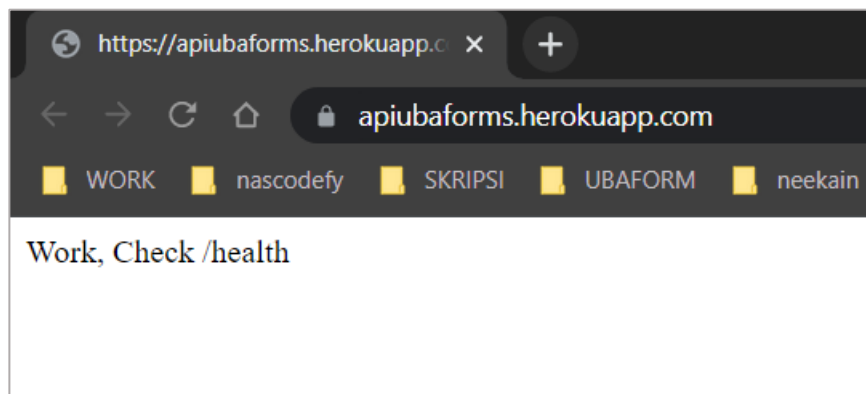 https://apiubaforms.herokuapp.c
apiubaforms.herokuapp.com
WORK nascodefy SKRIPSI UBAFORM neekain
Work, Check /health